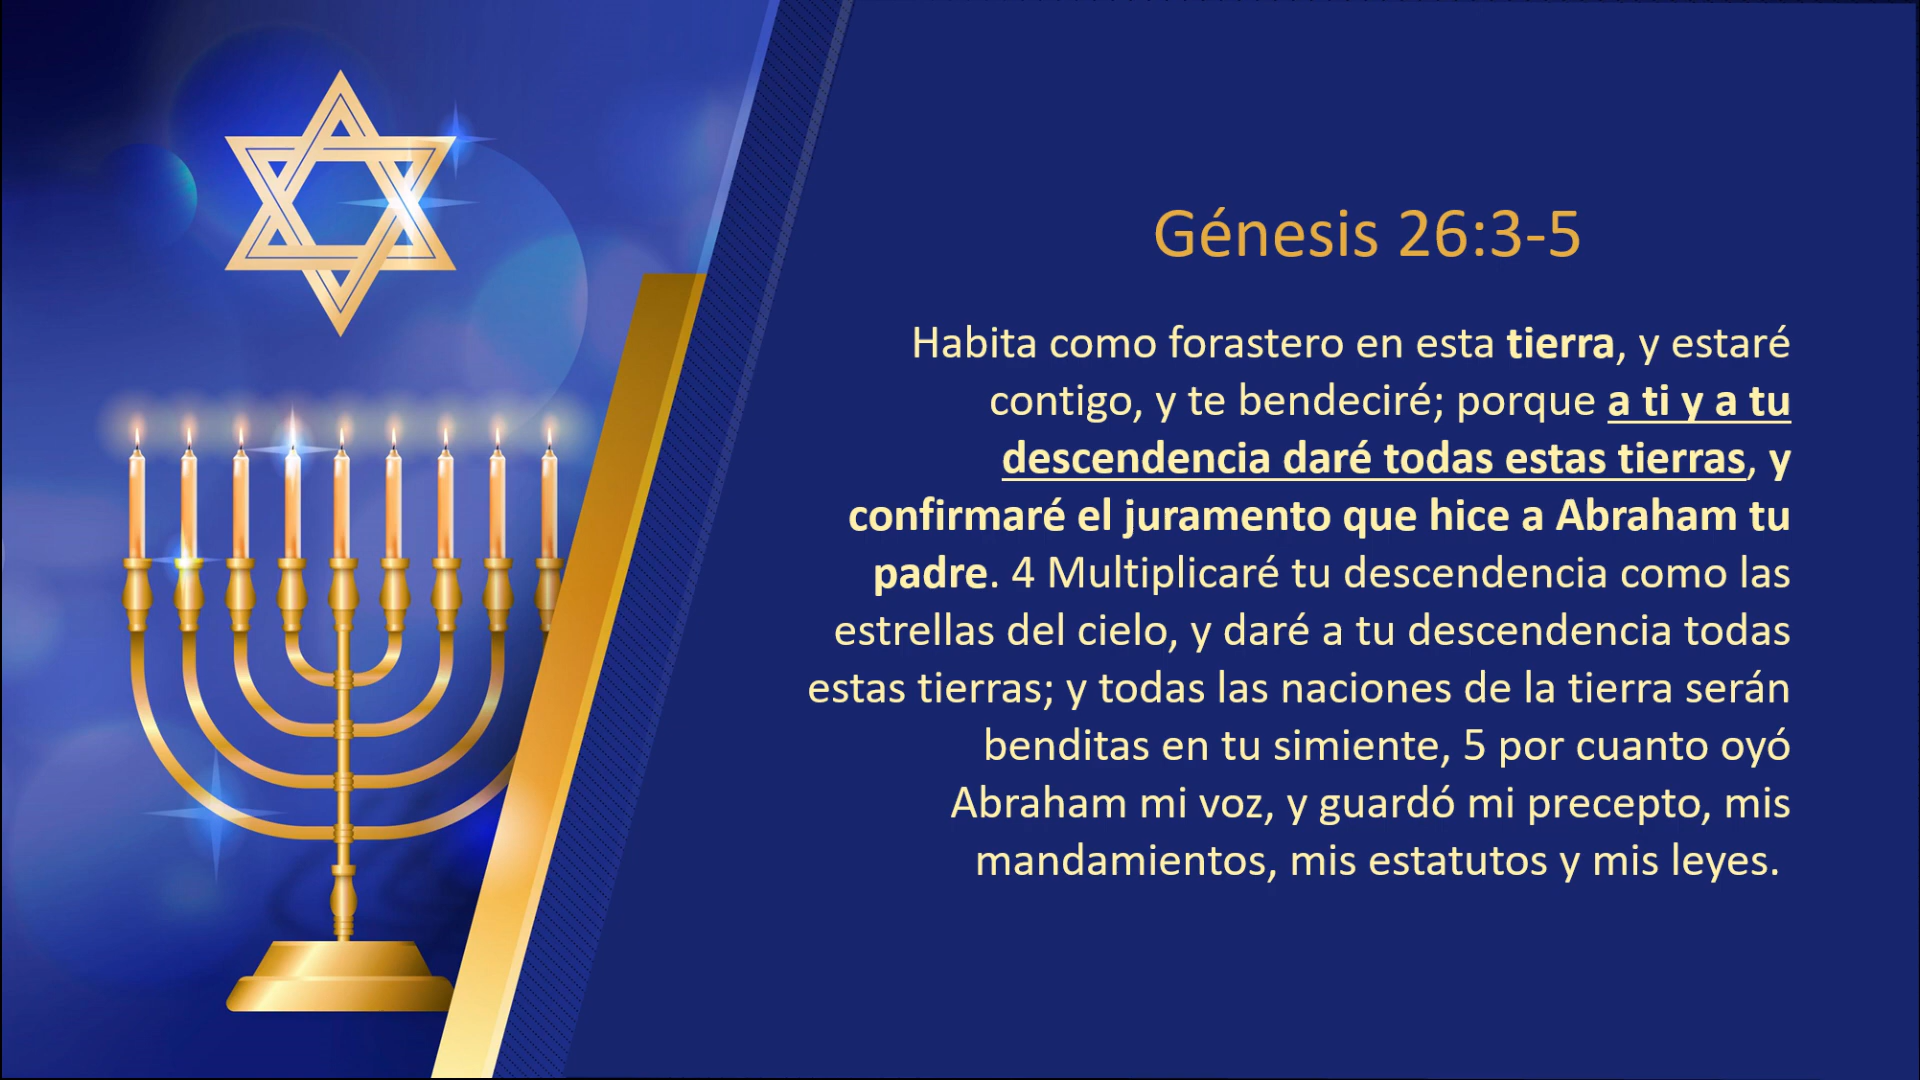 Génesis 26:3-5
Habita como forastero en esta tierra, y estaré
contigo, y te bendeciré; porque a ti y a tu
descendencia daré todas estas tierras, y
confirmaré el juramento que hice a Abraham tu
padre. 4 Multiplicaré tu descendencia como las
estrellas del cielo, y daré a tu descendencia todas
estas tierras; y todas las naciones de la tierra serán
benditas en tu simiente, 5 por cuanto oyó
Abraham mi voz, y guardó mi precepto, mis
mandamientos, mis estatutos y mis leyes.